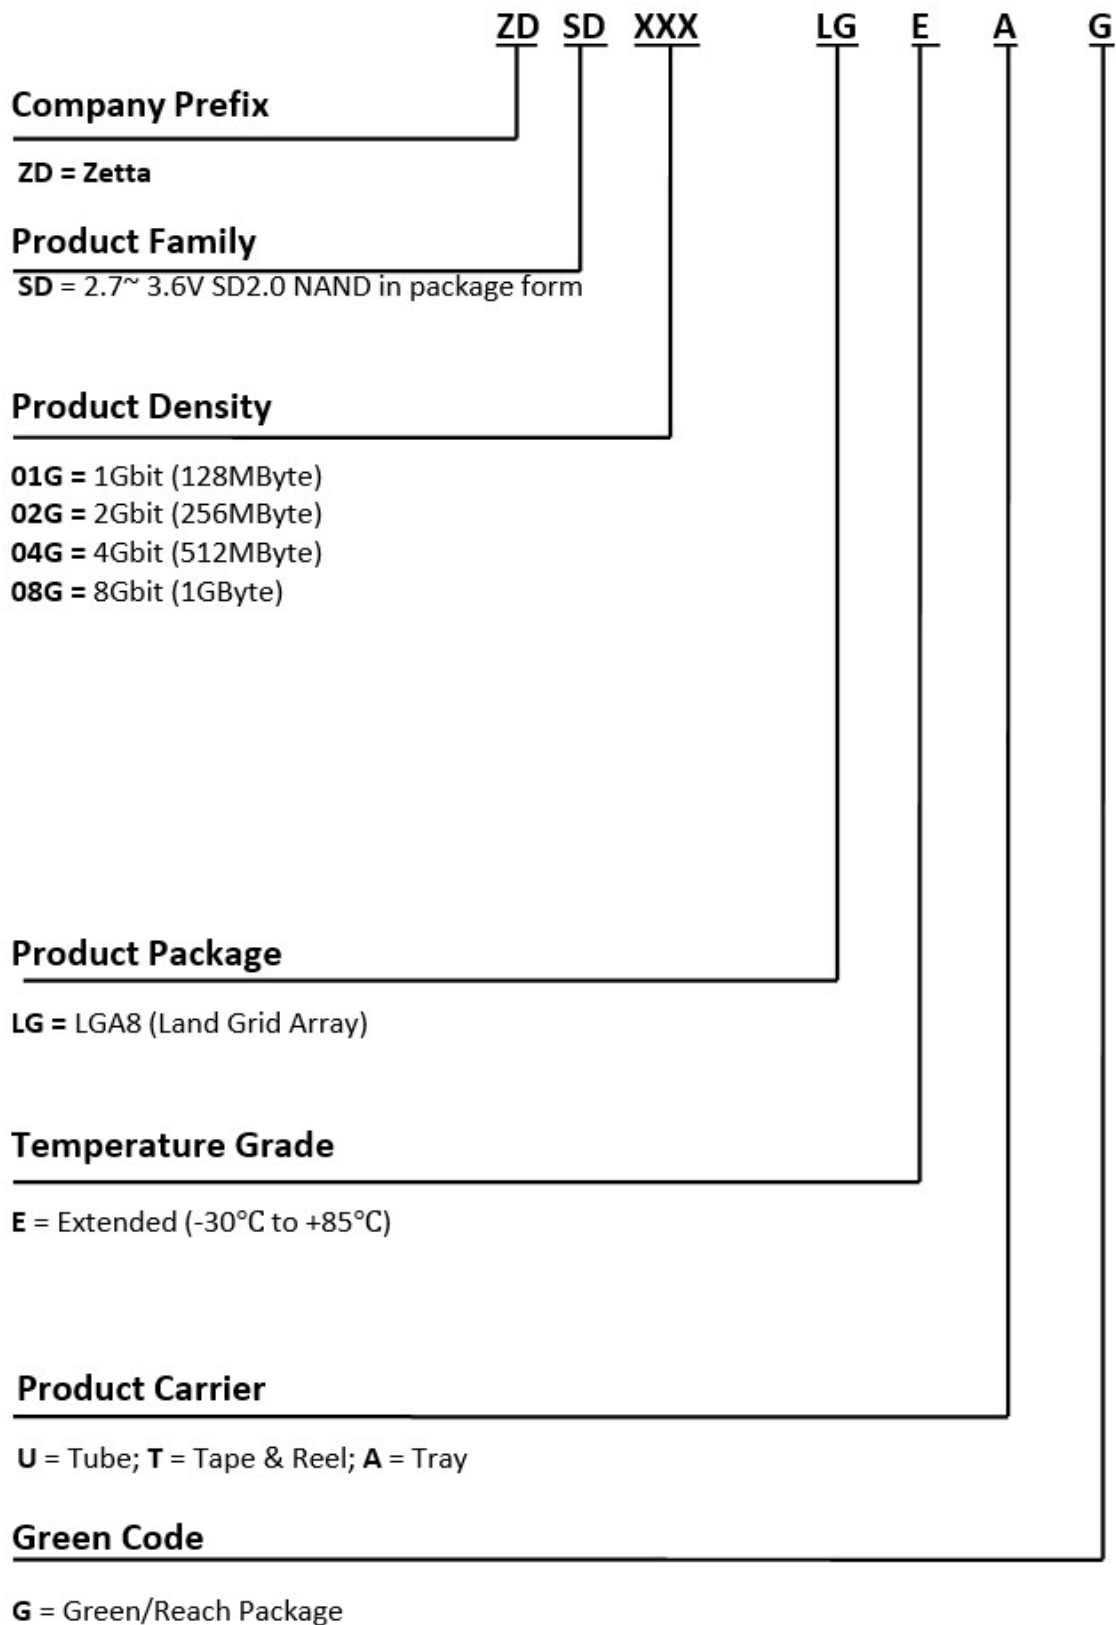 ZD SD XXX LG E A G
Company Prefix
ZD = Zetta
Product Family
SD = 2.7~ 3.6V SD2.0 NAND in package form
Product Density
01G = 1Gbit (128MByte)
02G = 2Gbit (256MByte)
04G = 4Gbit (512MByte)
08G = 8Gbit (1GByte)
Product Package
LG = LGA8 (Land Grid Array)
Temperature Grade
E = Extended (-30℃ to +85℃)
Product Carrier
U = Tube; T = Tape & Reel; A = Tray
Green Code
G = Green/Reach Package